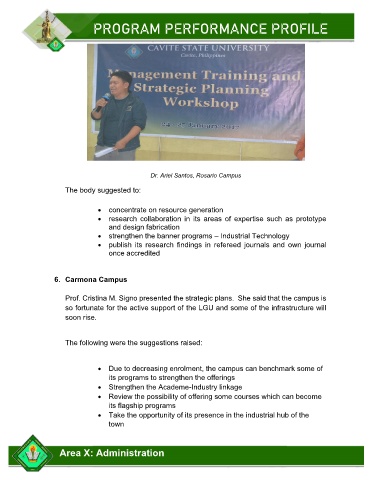 PROGRAM PERFORMANCE PROFILE
CAVITE STATE UNIVERSITY
Cavite, Philippines
Management Training and
Strategic Planning
Workshop
Dr. Ariel Santos, Rosario Campus
The body suggested to:
• concentrate on resource generation
• research collaboration in its areas of expertise such as prototype
and design fabrication
• strengthen the banner programs – Industrial Technology
• publish its research findings in refereed journals and own journal
once accredited
6. Carmona Campus
Prof. Cristina M. Signo presented the strategic plans. She said that the campus is
so fortunate for the active support of the LGU and some of the infrastructure will
soon rise.
The following were the suggestions raised:
• Due to decreasing enrolment, the campus can benchmark some of
its programs to strengthen the offerings
• Strengthen the Academe-Industry linkage
• Review the possibility of offering some courses which can become
its flagship programs
• Take the opportunity of its presence in the industrial hub of the
town
Area X: Administration